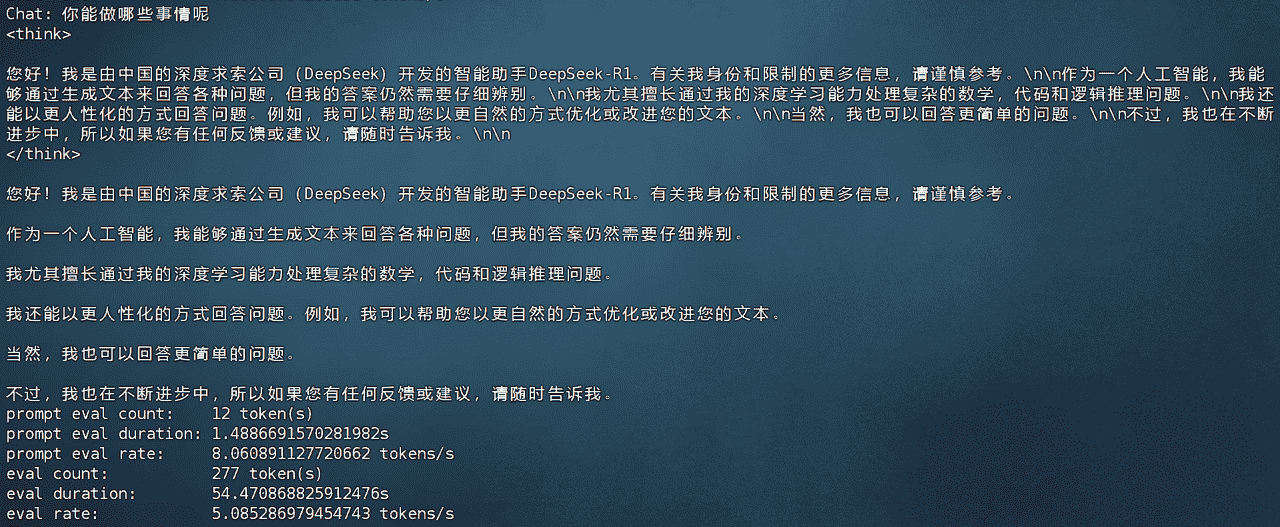 Chat: 你能做哪些事情呢
<think>
您好！我是由中国的深度求索公司（DeepSeek）开发的智能助手DeepSeek-R1。有关我身份和限制的更多信息，请谨慎参考。\n\n作为一个人工智能，我能
够通过生成文本来回答各种问题，但我的答案仍然需要仔细辨别。\n\n我尤其擅长通过我的深度学习能力处理复杂的数学，代码和逻辑推理问题。\n\n我还
能以更人性化的方式回答问题。例如，我可以帮助您以更自然的方式优化或改进您的文本。\n\n当然，我也可以回答更简单的问题。\n\n不过，我也在不断
进步中，所以如果您有任何反馈或建议，请随时告诉我。\n\n
</think>
您好！我是由中国的深度求索公司（DeepSeek）开发的智能助手DeepSeek-R1。有关我身份和限制的更多信息，请谨慎参考。
作为一个人工智能，我能够通过生成文本来回答各种问题，但我的答案仍然需要仔细辨别。
我尤其擅长通过我的深度学习能力处理复杂的数学，代码和逻辑推理问题。
我还能以更人性化的方式回答问题。例如，我可以帮助您以更自然的方式优化或改进您的文本。
当然，我也可以回答更简单的问题。
不过，我也在不断进步中，所以如果您有任何反馈或建议，请随时告诉我。
prompt eval count: 12 token(s)
prompt eval duration: 1.4886691570281982s
prompt eval rate: 8.060891127720662 tokens/s
eval count: 277 token(s)
eval duration: 54.470868825912476s
eval rate: 5.085286979454743 tokens/s